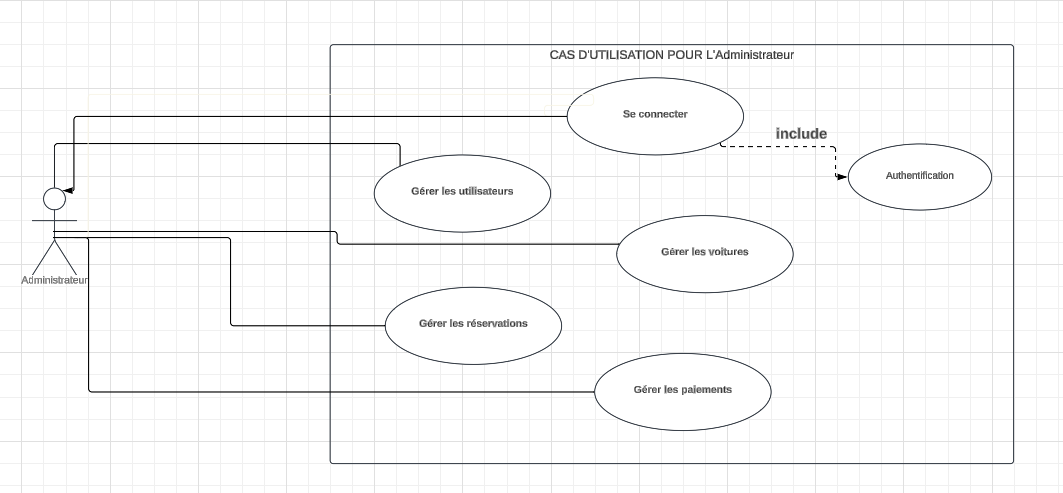 CAS D'UTILISATION POUR L'Administrateur
Se connecter
include
Authentification
Gérer les utilisateurs
Gérer les voitures
Administrateur
Gérer les réservations
Gérer les paiements